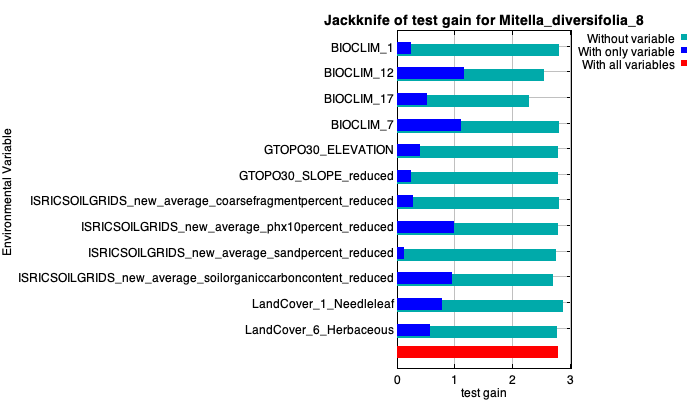 Jackknife of test gain for Mitella_diversifolia_8
Without variable
With only variable
With all variables
Environmental Variable
BIOCLIM_1
BIOCLIM_12
BIOCLIM_17
BIOCLIM_7
GTOPO30_ELEVATION
GTOPO30_SLOPE_reduced
ISRICSOILGRIDS_new_average_coarsefragmentpercent_reduced
ISRICSOILGRIDS_new_average_phx10percent_reduced
ISRICSOILGRIDS_new_average_sandpercent_reduced
ISRICSOILGRIDS_new_average_soilorganiccarboncontent_reduced
LandCover_1_Needleleaf
LandCover_6_Herbaceous
0 1 2 3
test gain